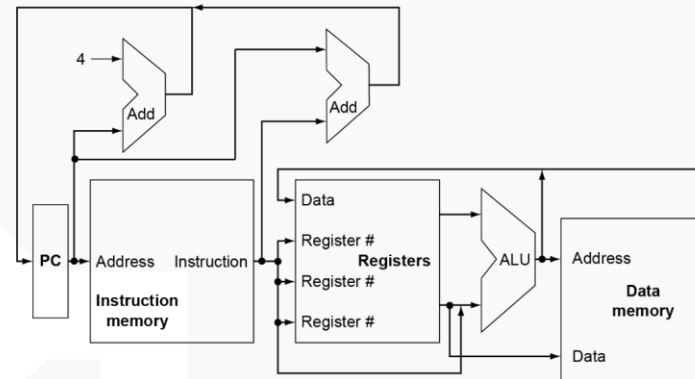 4
Add
Add
Data
PC
Address
Instruction
Register #
Registers
ALU
Address
Instruction
memory
Register #
Data
memory
Register #
Data